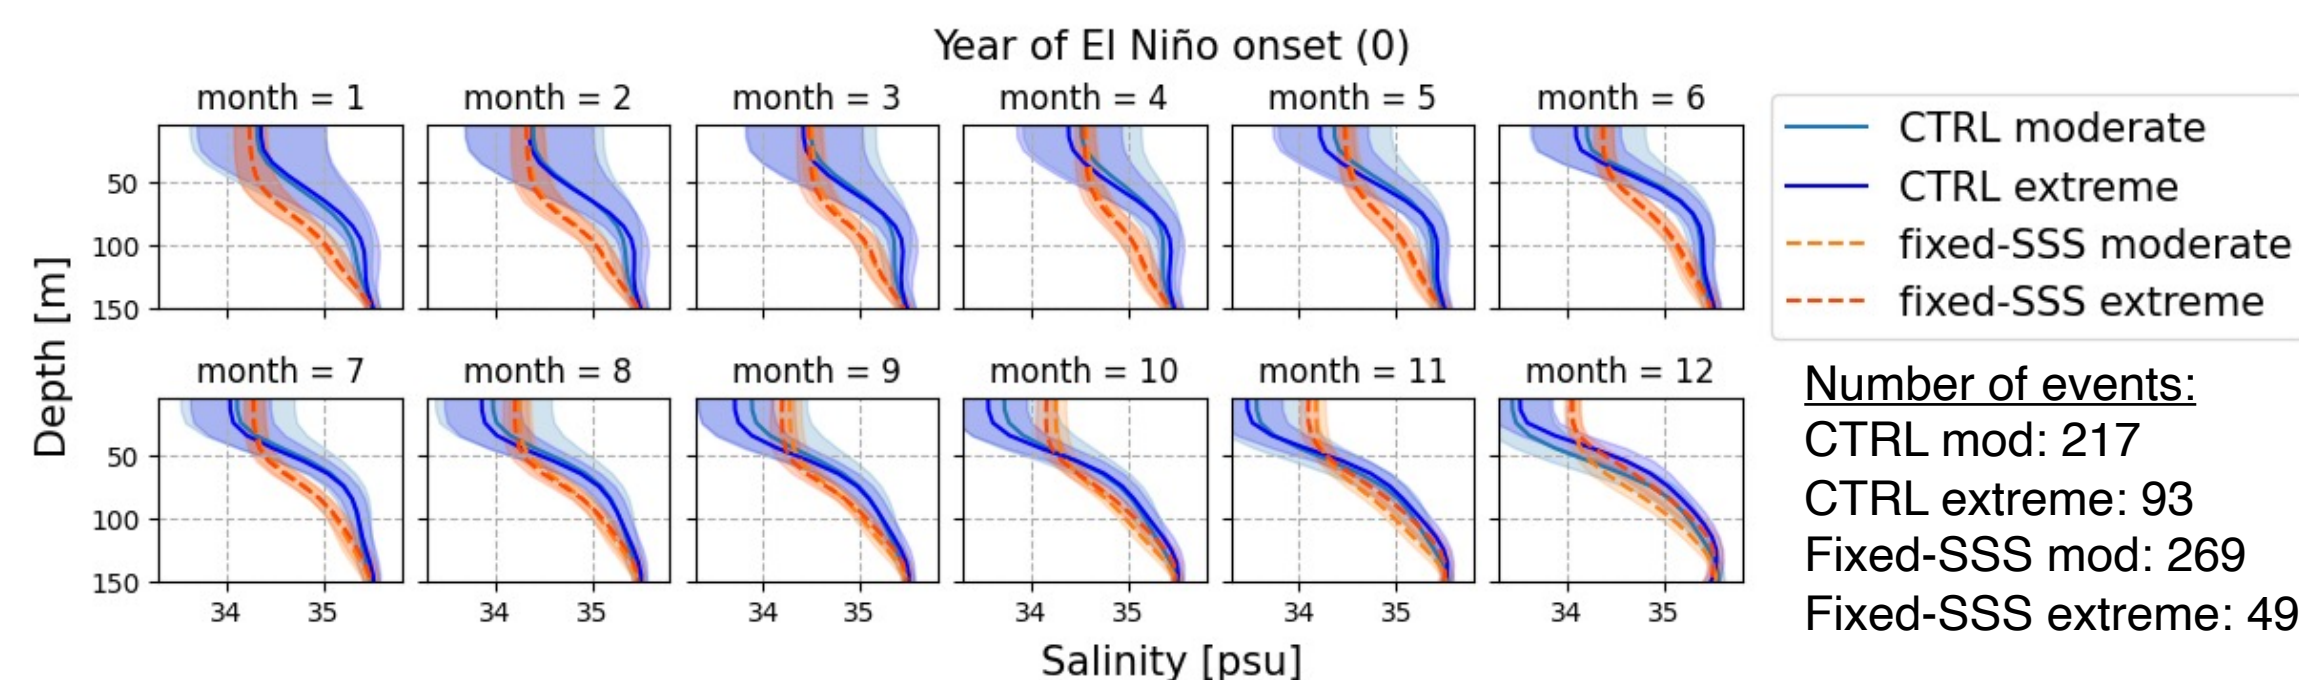 Year of El Niño onset (0)
month = 1
month = 2
month = 3
month = 4
month = 5
month = 6
50
100
150
month = 7
month = 8
month = 9
month = 10
month = 11
month = 12
50
100
150
34 35
34 35
34 35
34 35
34 35
34 35
Depth [m]
Salinity [psu]
CTRL moderate
CTRL extreme
fixed-SSS moderate
fixed-SSS extreme
Number of events:
CTRL mod: 217
CTRL extreme: 93
Fixed-SSS mod: 269
Fixed-SSS extreme: 49